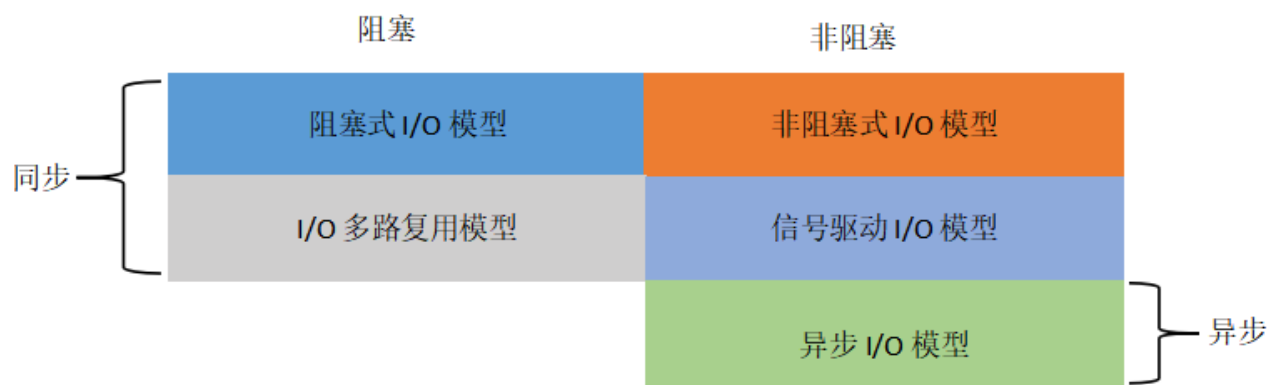 阻塞
非阻塞
阻塞式 I/O 模型
非阻塞式 I/O 模型
同步
I/O 多路复用模型
信号驱动 I/O 模型
异步 I/O 模型
异步